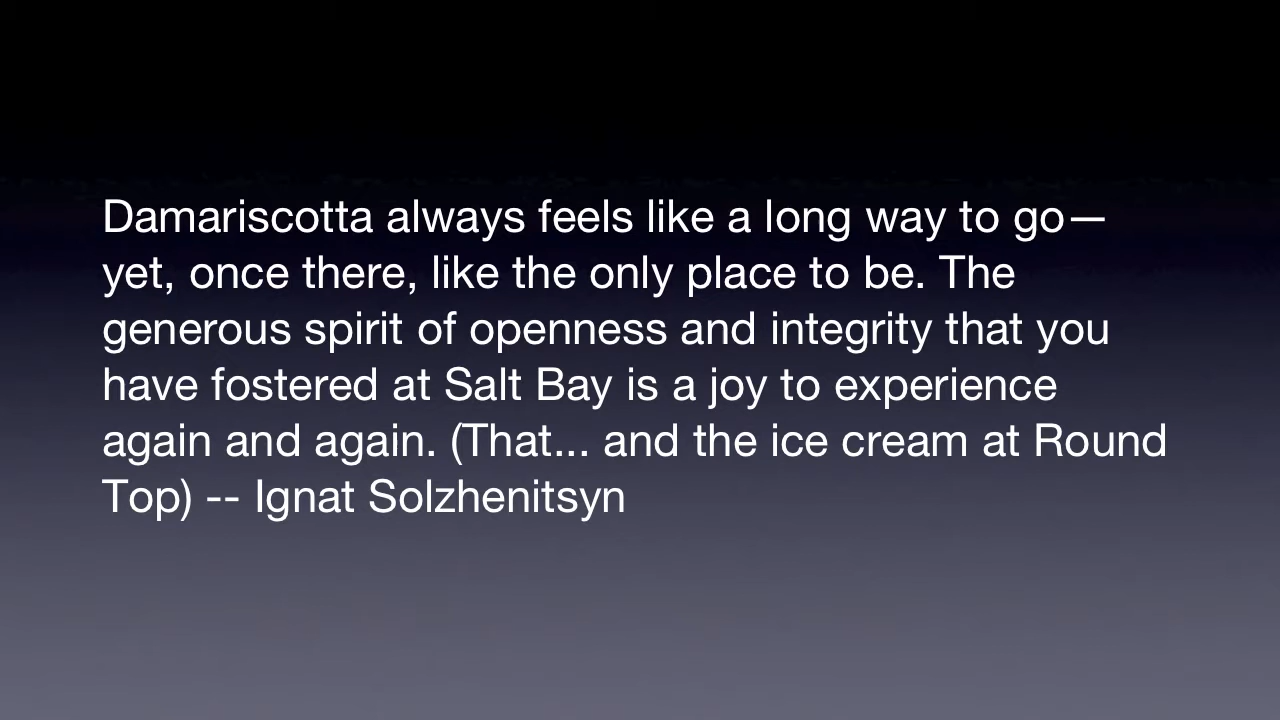 Damariscotta always feels like a long way to go—
yet, once there, like the only place to be. The
generous spirit of openness and integrity that you
have fostered at Salt Bay is a joy to experience
again and again. (That... and the ice cream at Round
Top) -- Ignat Solzhenitsyn